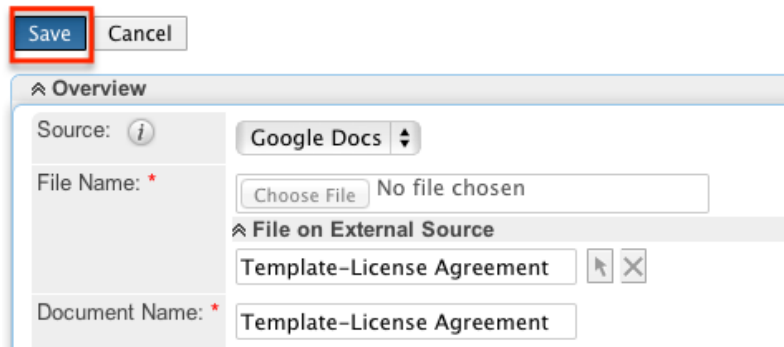 Save Cancel
Overview
Source: i Google Docs
File Name: * Choose File No file chosen
File on External Source
Template-License Agreement
Document Name: * Template-License Agreement